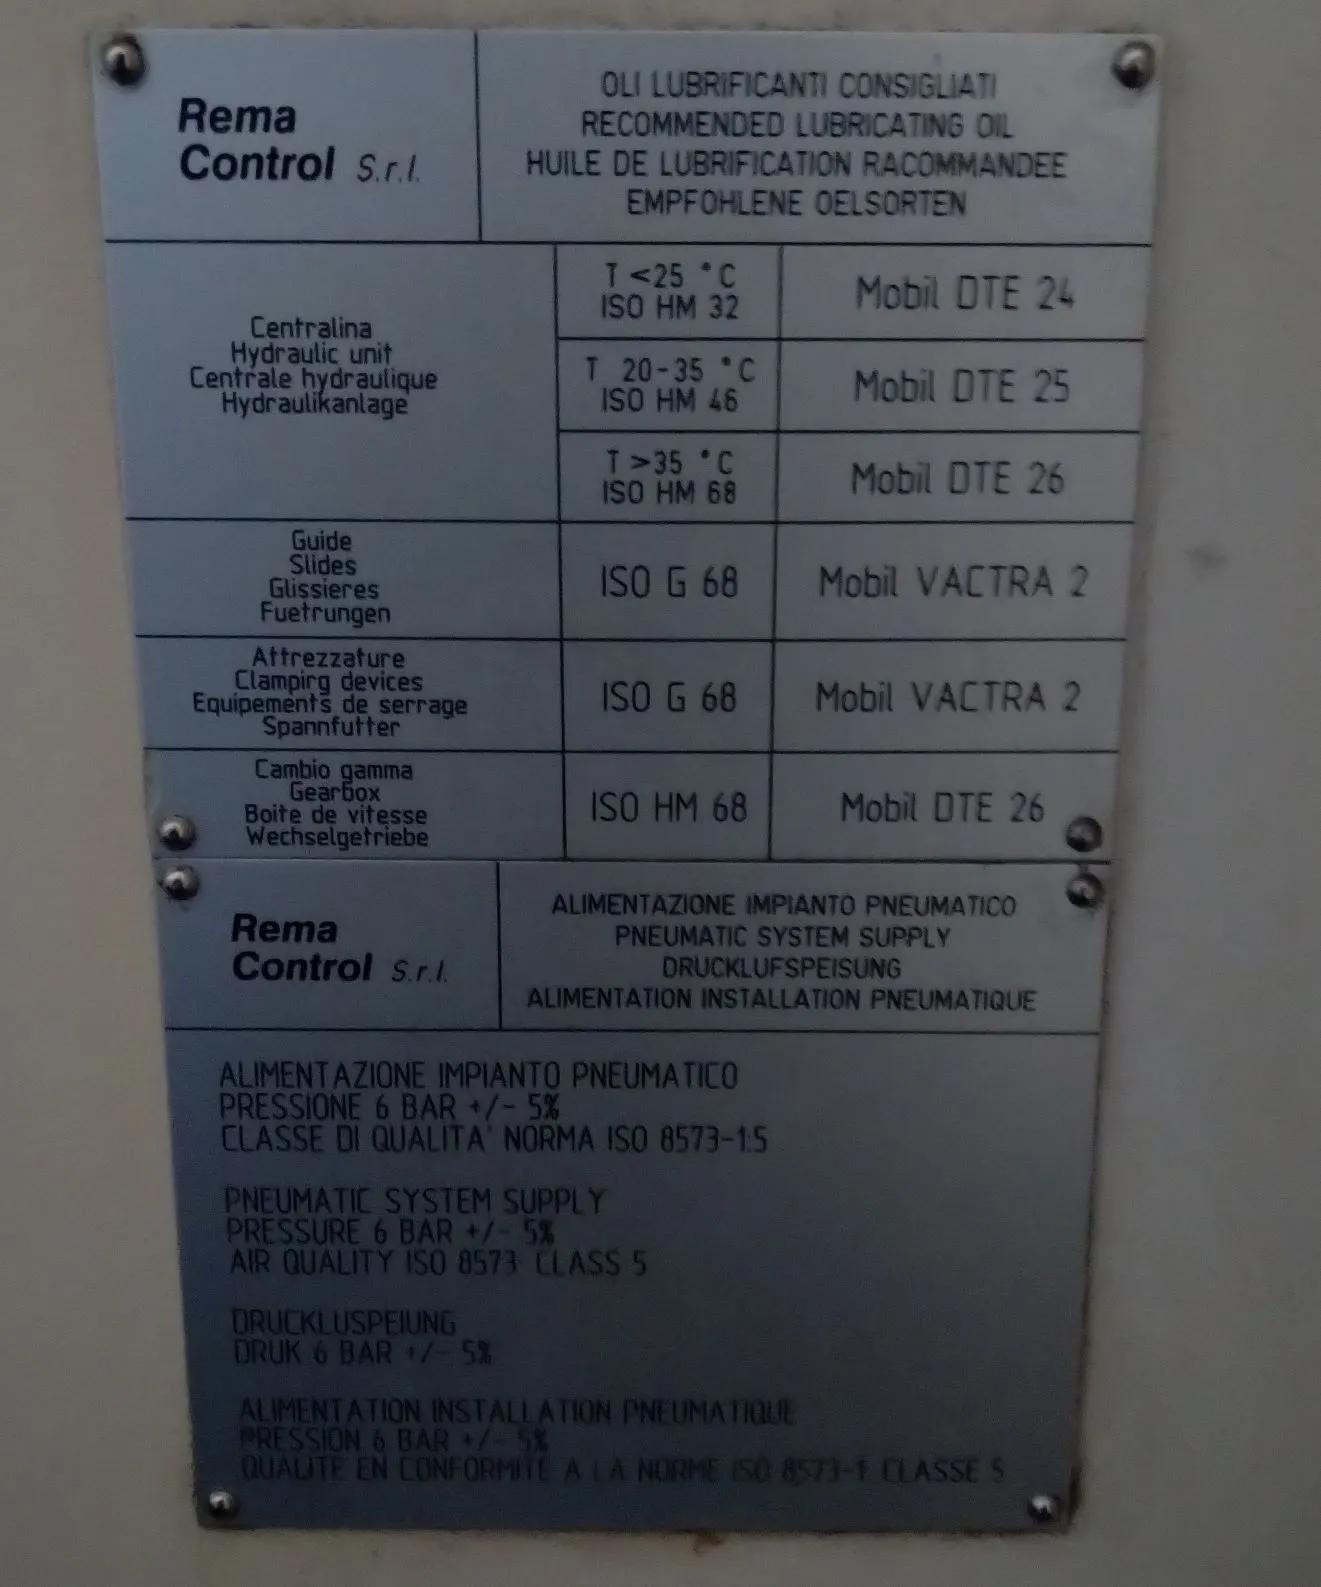 Rema
Control S.r.l.
OLI LUBRIFICANTI CONSIGLIATI
RECOMMENDED LUBRICATING OIL
HUILE DE LUBRIFICATION RACOMMANDEE
EMPFOHLENE OELSORTEN
Centralina
Hydraulic unit
Centrale hydraulique
Hydraulikanlage
T <25 °C
ISO HM 32
Mobil DTE 24
T 20-35 °C
ISO HM 46
Mobil DTE 25
T >35 °C
ISO HM 68
Mobil DTE 26
Guide
Slides
Glissieres
Fuetrungen
ISO G 68
Mobil VACTRA 2
Attrezzature
Clamping devices
Equipements de serrage
Spannfutter
ISO G 68
Mobil VACTRA 2
Cambio gamma
Gearbox
Boite de vitesse
Wechselgetriebe
ISO HM 68
Mobil DTE 26
Rema
Control S.r.l.
ALIMENTAZIONE IMPIANTO PNEUMATICO
PNEUMATIC SYSTEM SUPPLY
DRUCKLUFSPEISUNG
ALIMENTATION INSTALLATION PNEUMATIQUE
ALIMENTAZIONE IMPIANTO PNEUMATICO
PRESSIONE 6 BAR +/- 5%
CLASSE DI QUALITA' NORMA ISO 8573-1:5
PNEUMATIC SYSTEM SUPPLY
PRESSURE 6 BAR +/- 5%
AIR QUALITY ISO 8573 CLASS 5
DRUCKLUSPEIUNG
DRUK 6 BAR +/- 5%
ALIMENTATION INSTALLATION PNEUMATIQUE
PRESSION 6 BAR +/- 5%
QUALITE EN CONFORMITE A LA NORME ISO 8573-1 CLASSE 5